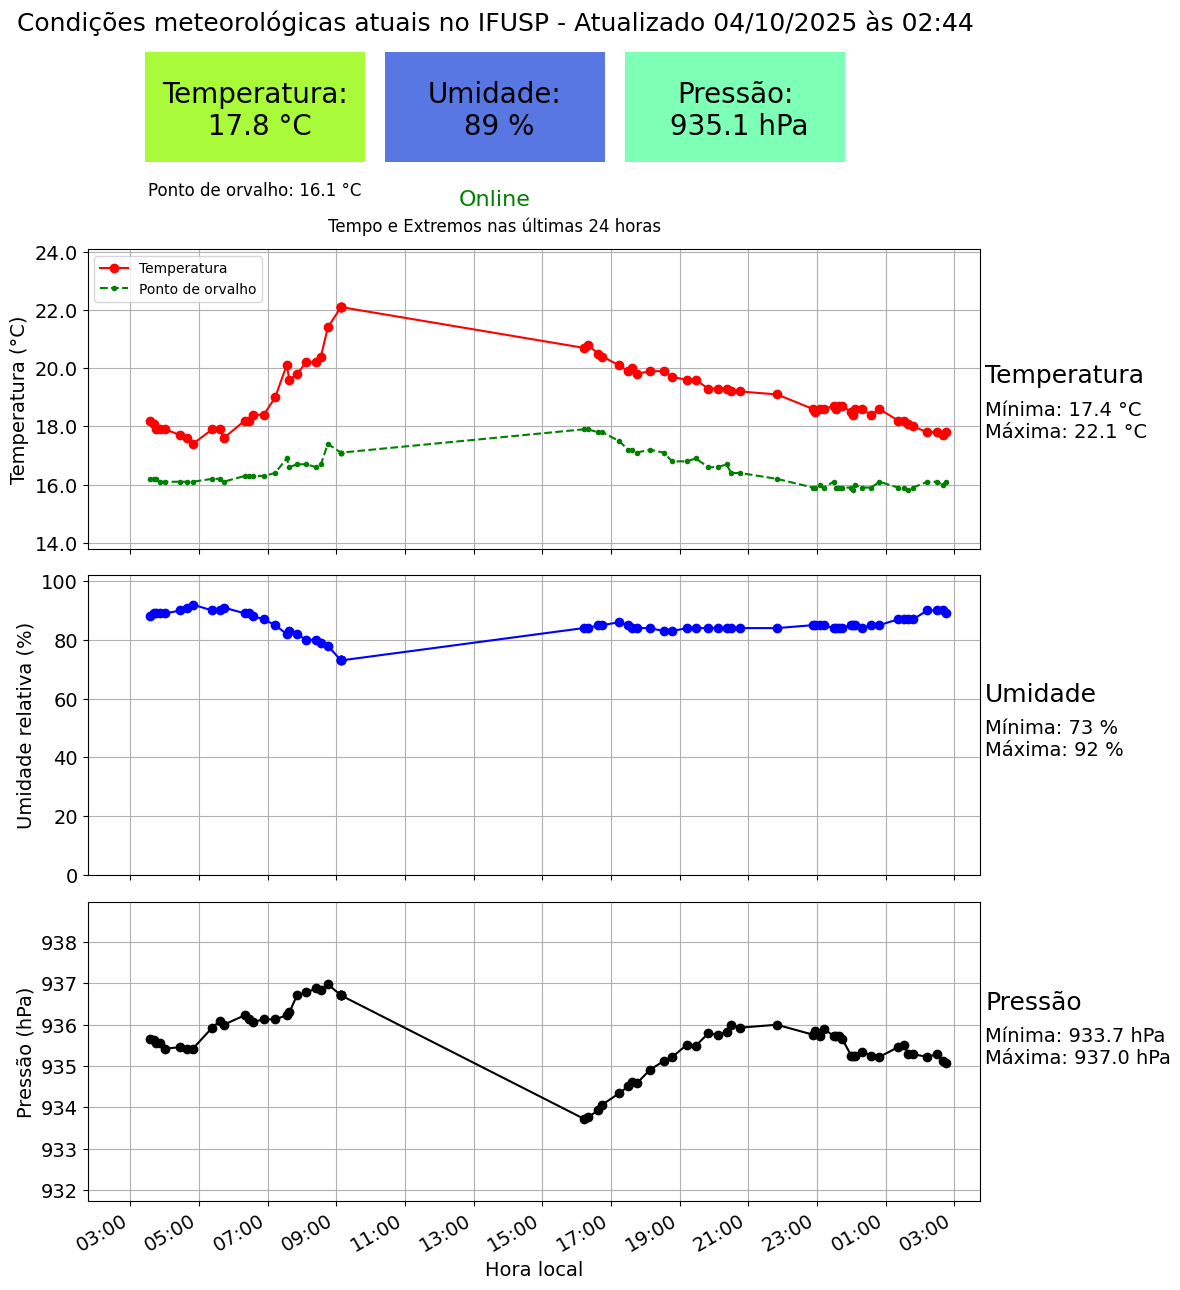 Condições meteorológicas atuais no IFUSP - Atualizado 04/10/2025 às 02:44
Temperatura:
17.8 °C
Umidade:
89 %
Pressão:
935.1 hPa
Ponto de orvalho: 16.1 °C
Online
Tempo e Extremos nas últimas 24 horas
Temperatura (°C)
24.0
22.0
20.0
18.0
16.0
14.0
Temperatura
Ponto de orvalho
Temperatura
Mínima: 17.4 °C
Máxima: 22.1 °C
Umidade relativa (%)
100
80
60
40
20
0
Umidade
Mínima: 73 %
Máxima: 92 %
Pressão (hPa)
938
937
936
935
934
933
932
Pressão
Mínima: 933.7 hPa
Máxima: 937.0 hPa
03:00 05:00 07:00 09:00 11:00 13:00 15:00 17:00 19:00 21:00 23:00 01:00 03:00
Hora local